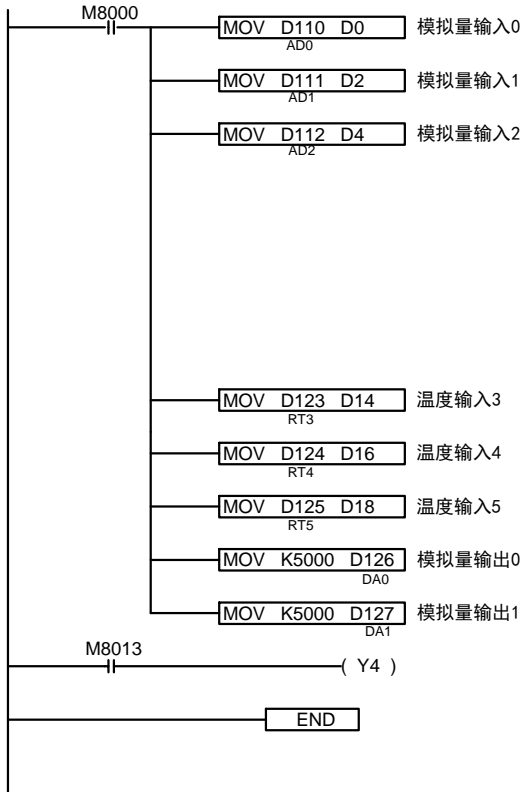 M8000
MOV D110 D0 模拟量输入0
AD0
MOV D111 D2 模拟量输入1
AD1
MOV D112 D4 模拟量输入2
AD2
MOV D123 D14 温度输入3
RT3
MOV D124 D16 温度输入4
RT4
MOV D125 D18 温度输入5
RT5
MOV K5000 D126 模拟量输出0
DA0
MOV K5000 D127 模拟量输出1
DA1
M8013
( Y4 )
END